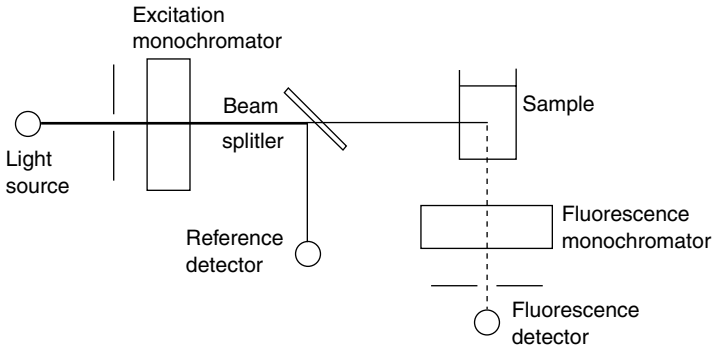 Excitation
monochromator
Beam
splitler
Sample
Light
source
Reference
detector
Fluorescence
monochromator
Fluorescence
detector